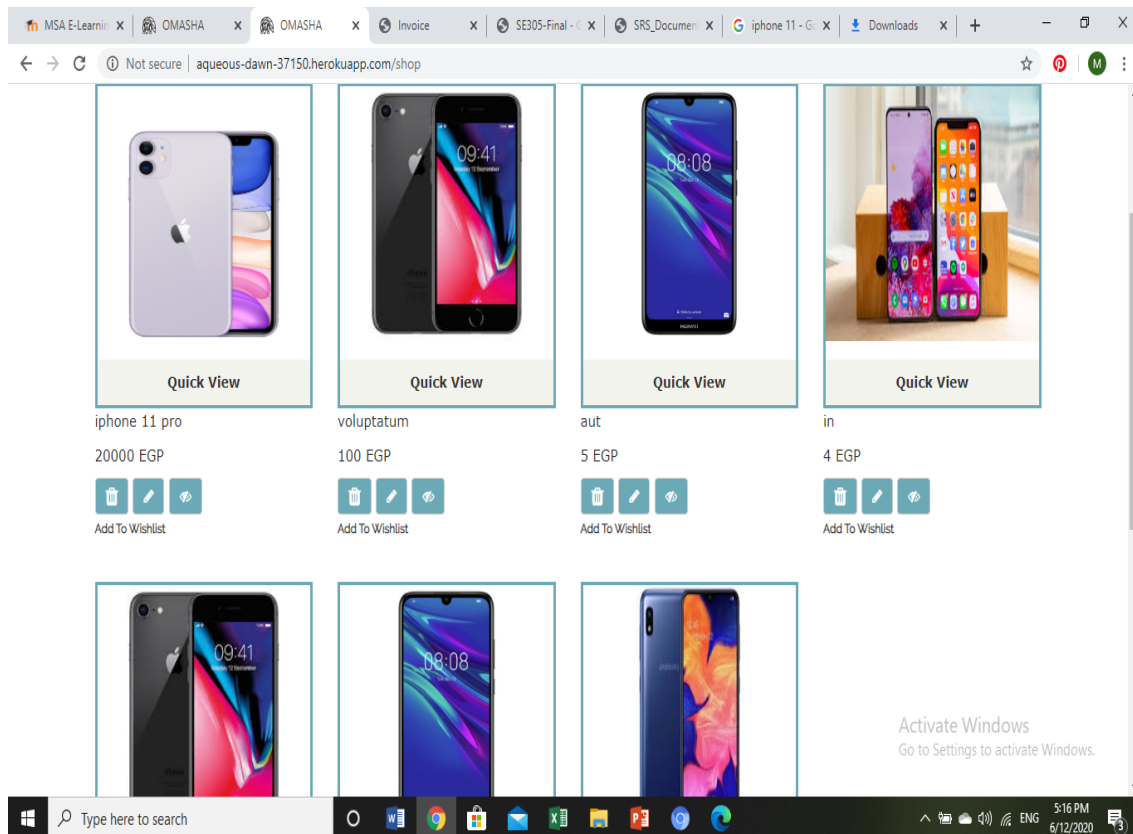 MSA E-Learnin
OMASHA
OMASHA
Invoice
SE305-Final - G
SRS_Documen
iphone 11 - Go
Downloads
Not secure | aqueous-dawn-37150.herokuapp.com/shop
M
09:41
08:08
HUAWEI
Quick View Quick View Quick View Quick View
iphone 11 pro voluptatum aut in
20000 EGP 100 EGP 5 EGP 4 EGP
Add To Wishlist Add To Wishlist Add To Wishlist Add To Wishlist
09:41
08:08
SAMSUNG
Activate Windows
Go to Settings to activate Windows.
Type here to search
ENG
5:16 PM
6/12/2020
3